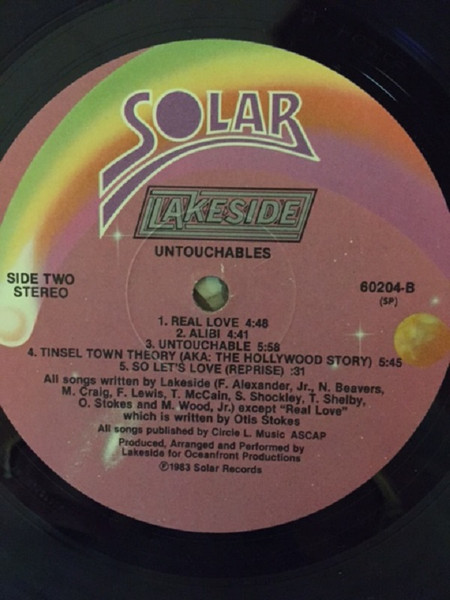 SOLAR
LAKESIDE
UNTOUCHABLES
SIDE TWO
STEREO
60204-B
(SP)
1. REAL LOVE 4:48
2. ALIBI 4:41
3. UNTOUCHABLE 5:58
4. TINSEL TOWN THEORY (AKA: THE HOLLYWOOD STORY) 5:45
5. SO LET'S LOVE (REPRISE) :31
All songs written by Lakeside (F. Alexander, Jr., N. Beavers,
M. Craig, F. Lewis, T. McCain, S. Shockley, T. Shelby,
O. Stokes and M. Wood, Jr.) except "Real Love"
which is written by Otis Stokes
All songs published by Circle L. Music ASCAP
Produced, Arranged and Performed by
Lakeside for Oceanfront Productions
℗1983 Solar Records